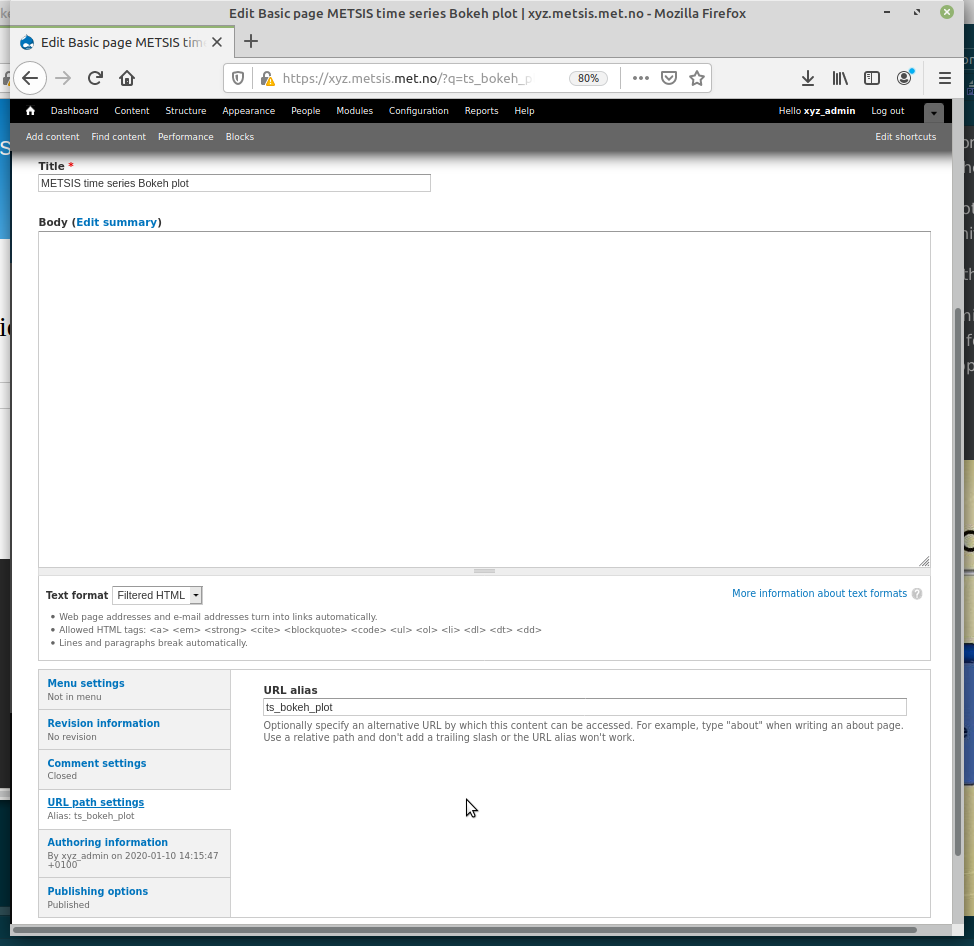 Edit Basic page METSIS time series Bokeh plot | xyz.metsis.met.no - Mozilla Firefox
Edit Basic page METSIS tim
https://xyz.metsis.met.no/?q=ts_bokeh_p 80%
Dashboard Content Structure Appearance People Modules Configuration Reports Help Hello xyz_admin Log out
Add content Find content Performance Blocks Edit shortcuts
Title *
METSIS time series Bokeh plot
Body (Edit summary)
Text format Filtered HTML More information about text formats ?
• Web page addresses and e-mail addresses turn into links automatically.
• Allowed HTML tags: <a> <em> <strong> <cite> <blockquote> <code> <ul> <ol> <li> <dl> <dt> <dd>
• Lines and paragraphs break automatically.
Menu settings
Not in menu
Revision information
No revision
Comment settings
Closed
URL path settings
Alias: ts_bokeh_plot
Authoring information
By xyz_admin on 2020-01-10 14:15:47
+0100
Publishing options
Published
URL alias
ts_bokeh_plot
Optionally specify an alternative URL by which this content can be accessed. For example, type "about" when writing an about page.
Use a relative path and don't add a trailing slash or the URL alias won't work.